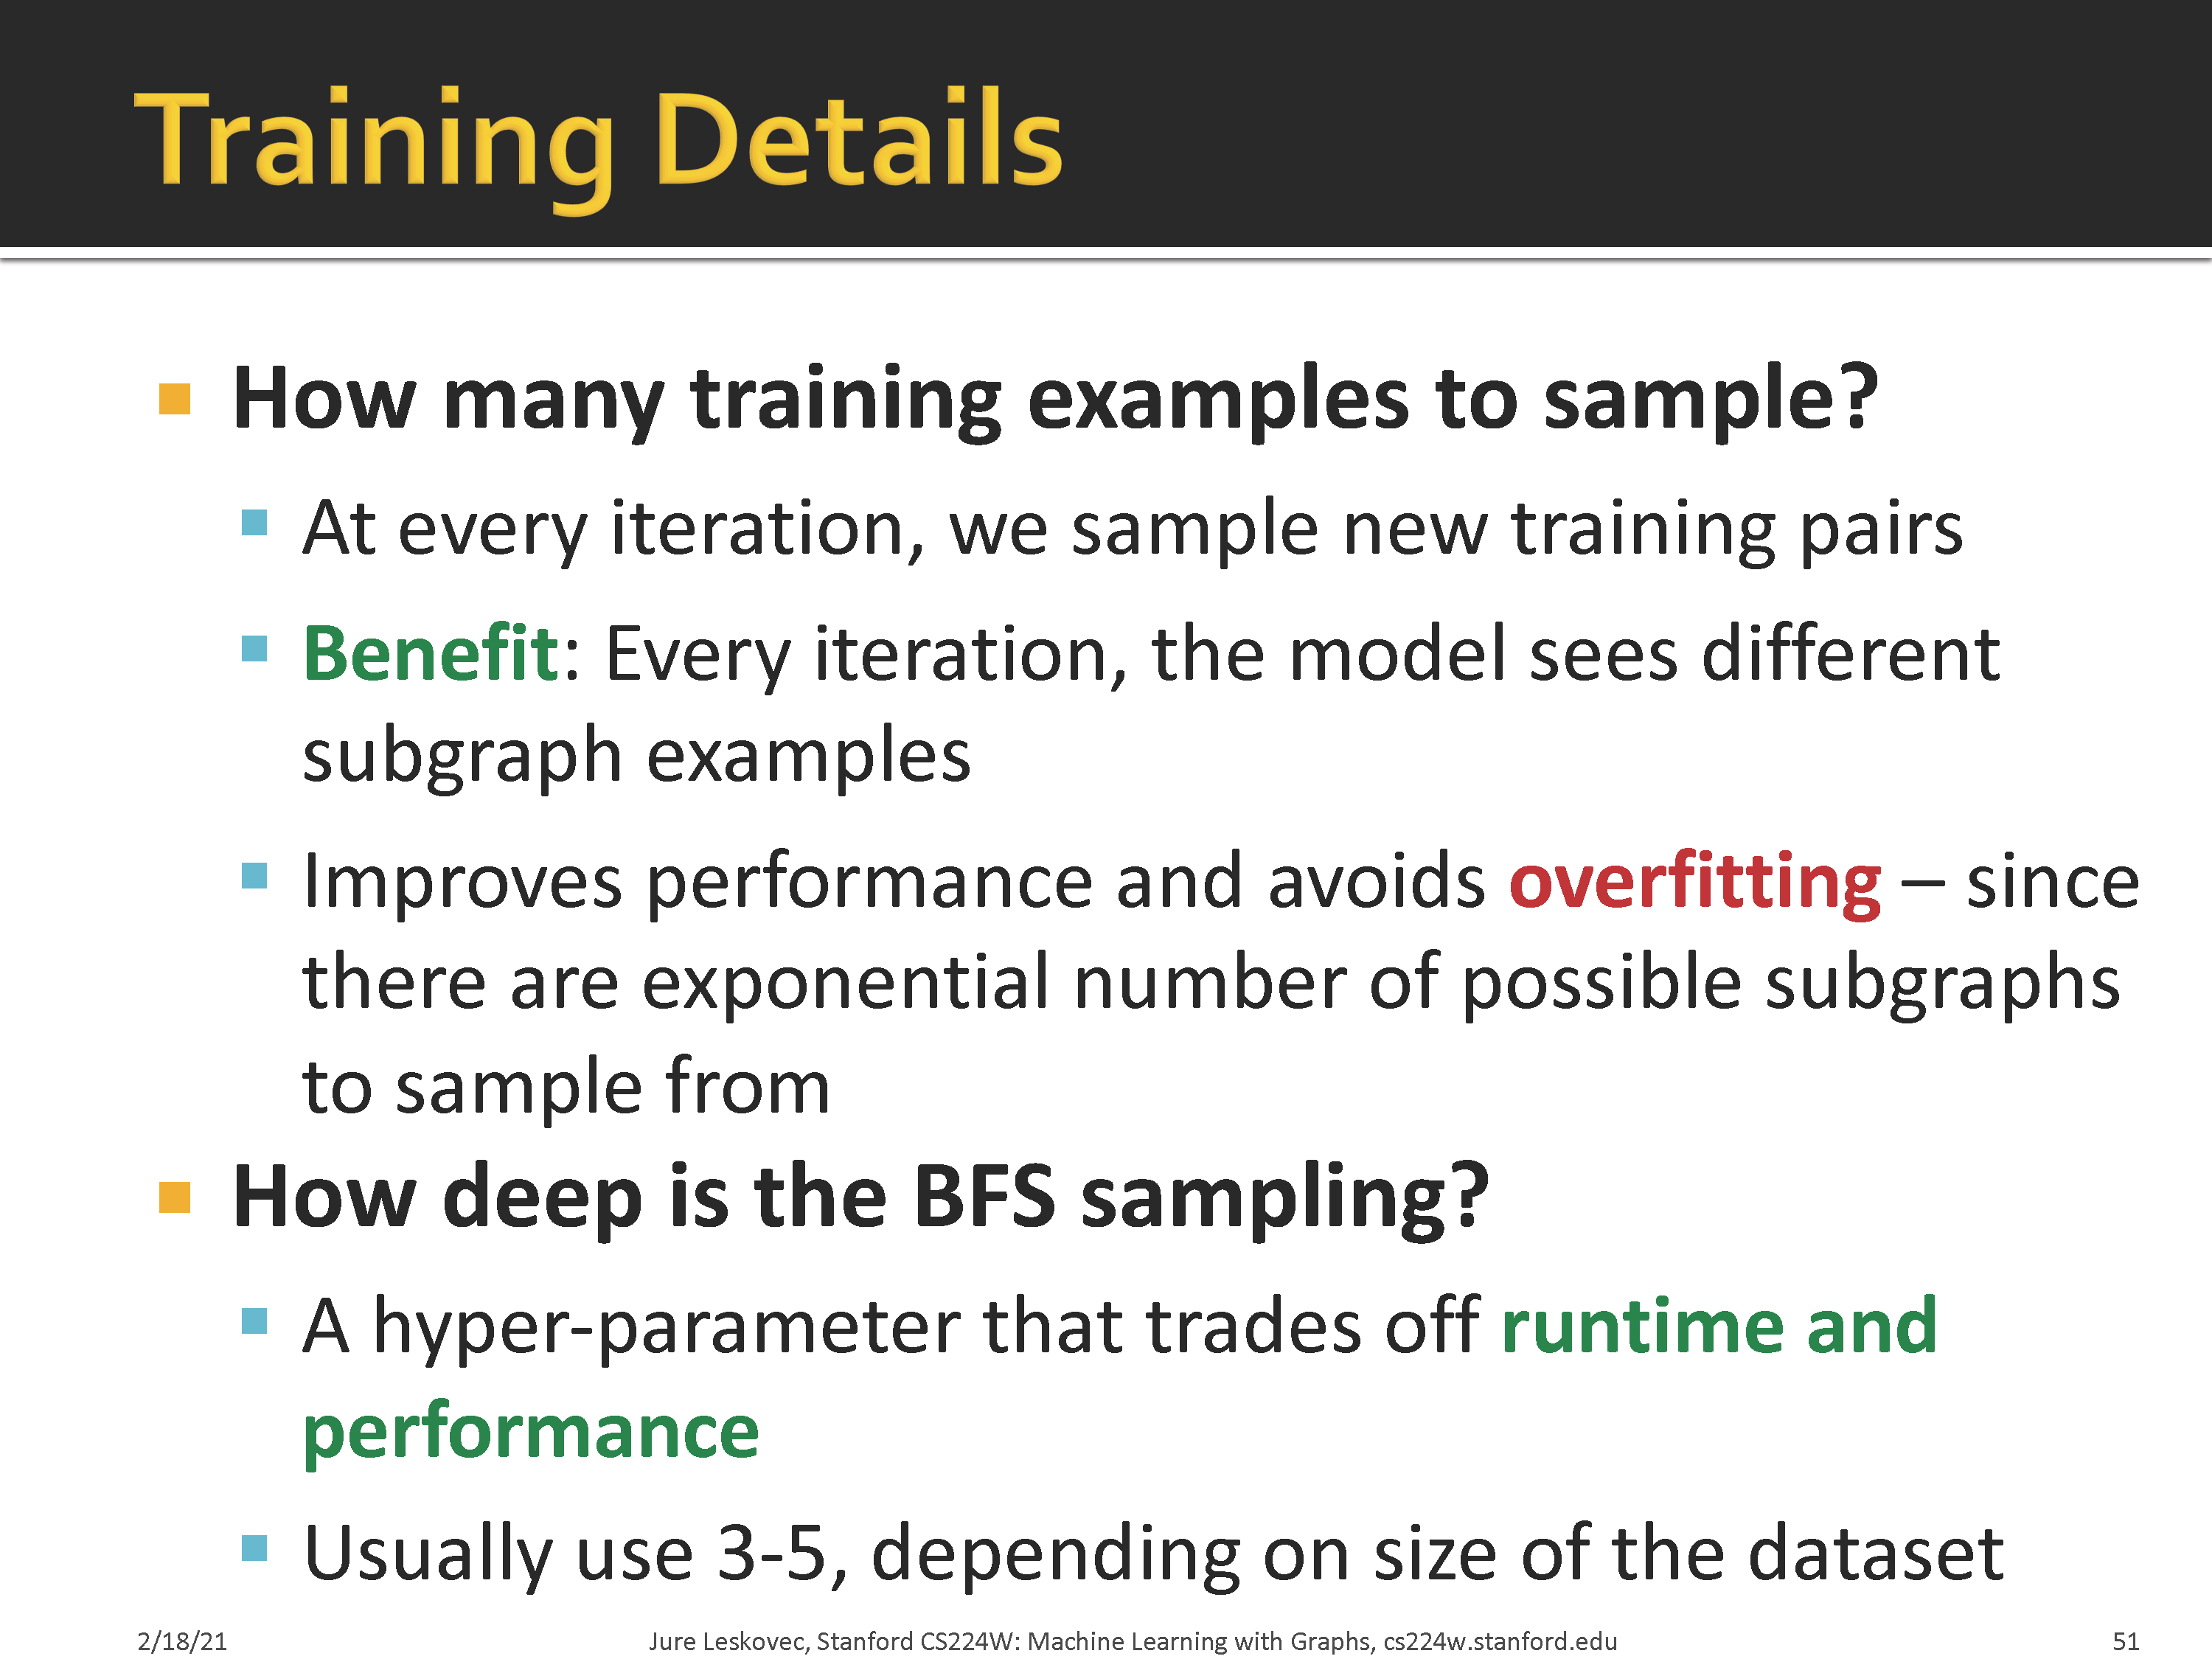 Training Details
How many training examples to sample?
At every iteration, we sample new training pairs
Benefit: Every iteration, the model sees different
subgraph examples
Improves performance and avoids overfitting – since
there are exponential number of possible subgraphs
to sample from
How deep is the BFS sampling?
A hyper-parameter that trades off runtime and
performance
Usually use 3-5, depending on size of the dataset
2/18/21
Jure Leskovec, Stanford CS224W: Machine Learning with Graphs, cs224w.stanford.edu
51